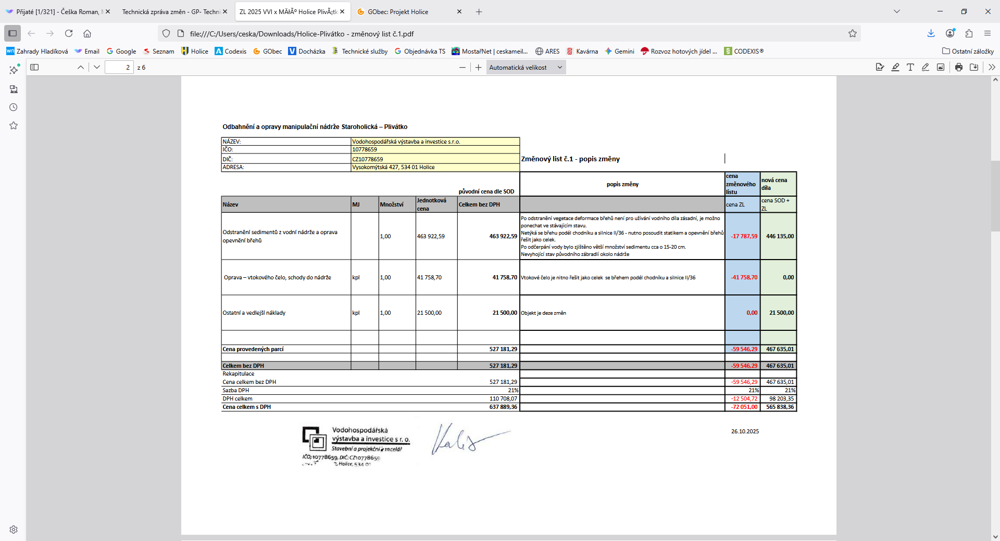 Přijaté [1/321] - Češka Roman, M
Technická zpráva změn - GP- Techni
ZL 2025 VVI x MÄłÃº Holice PlivÃ¡tk
GObec: Projekt Holice
file:///C:/Users/ceska/Downloads/Holice-Plivátko - změnový list č.1.pdf
Zahrady Hladíková
Email
Google
Seznam
Holice
Codexis
GObec
Docházka
Technické služby
Objednávka TS
MostařNet | ceskameil...
ARES
Kavárna
Gemini
Rozvoz hotových jídel ...
CODEXIS®
Ostatní záložky
2 z 6
Automatická velikost
Odbahnění a opravy manipulační nádrže Staroholická – Plivátko
NÁZEV: Vodohospodářská výstavba a investice s.r.o.
IČO: 10778659
DIČ: CZ10778659
ADRESA: Vysokomýtská 427, 534 01 Holice
Změnový list č.1 - popis změny
původní cena dle SOD
popis změny
cena
změnového
listu
nová cena
díla
Název MJ Množství Jednotková
cena Celkem bez DPH cena ZL cena SOD +
ZL
Odstranění sedimentů z vodní nádrže a oprava
opevnění břehů
1,00 463 922,59 463 922,59
Po odstranění vegetace deformace břehů není pro užívání vodního díla zásadní, je možno
ponechat ve stávajícím stavu.
Netýká se břehu podél chodníku a silnice II/36 - nutno posoudit statikem a opevnění břehů
řešit jako celek.
Po odčerpání vody bylo zjištěno větší množství sedimentu cca o 15-20 cm.
Nevyhojící stav původního zábradlí okolo nádrže
-17 787,59 446 135,00
Oprava – vtokového čelo, schody do nádrže kpl 1,00 41 758,70 41 758,70 Vtokové čelo je nitno řešit jako celek se břehem podél chodníku a silnice II/36 -41 758,70 0,00
Ostatní a vedlejší náklady kpl 1,00 21 500,00 21 500,00 Objekt je deze změn 0,00 21 500,00
Cena provedených parcí 527 181,29 -59 546,29 467 635,01
Celkem bez DPH 527 181,29 -59 546,29 467 635,01
Rekapitulace
Cena celkem bez DPH 527 181,29 -59 546,29 467 635,01
Sazba DPH 21% 21% 21%
DPH celkem 110 708,07 -12 504,72 98 203,35
Cena celkem s DPH 637 889,36 -72 051,00 565 838,36
Vodohospodářská
výstavba a investice s r. o.
Stavební a projekční kancelář
IČO: 10778659, DIČ: CZ10778659
Holice, 534 01
26.10.2025